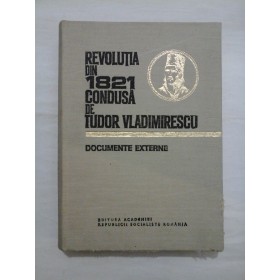 REVOLUȚIA
DIN
1821
CONDUSĂ
DE
TUDOR VLADIMIRESCU
DOCUMENTE EXTERNE
EDITURA ACADEMIEI
REPUBLICII SOCIALISTE ROMÂNIA